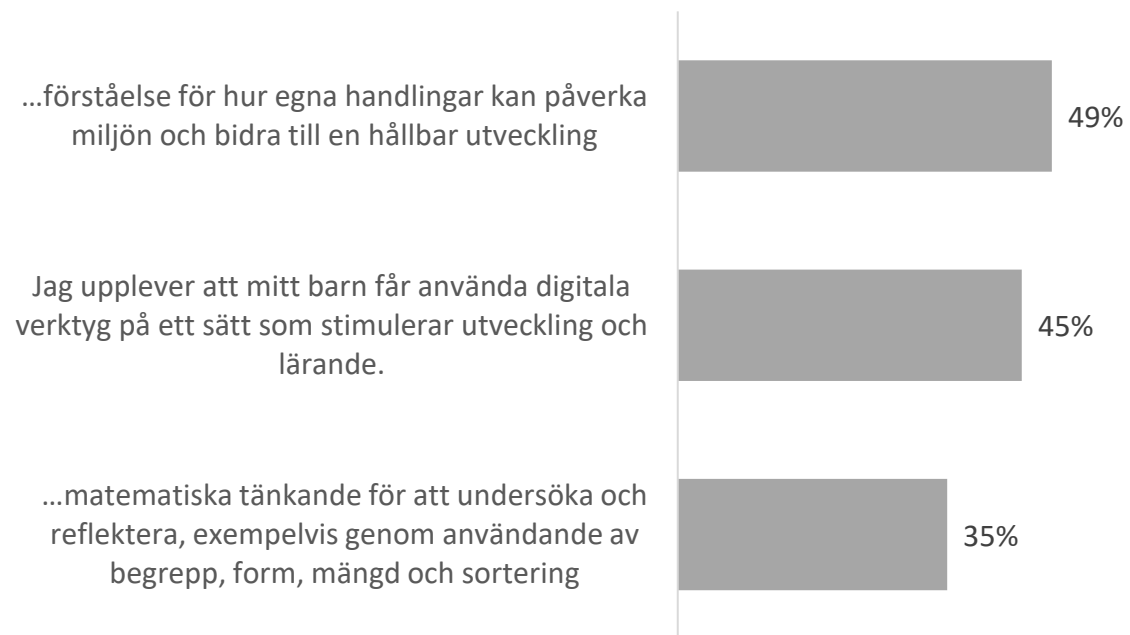 …förståelse för hur egna handlingar kan påverka
miljön och bidra till en hållbar utveckling
49%
Jag upplever att mitt barn får använda digitala
verktyg på ett sätt som stimulerar utveckling och
lärande.
45%
…matematiska tänkande för att undersöka och
reflektera, exempelvis genom användande av
begrepp, form, mängd och sortering
35%